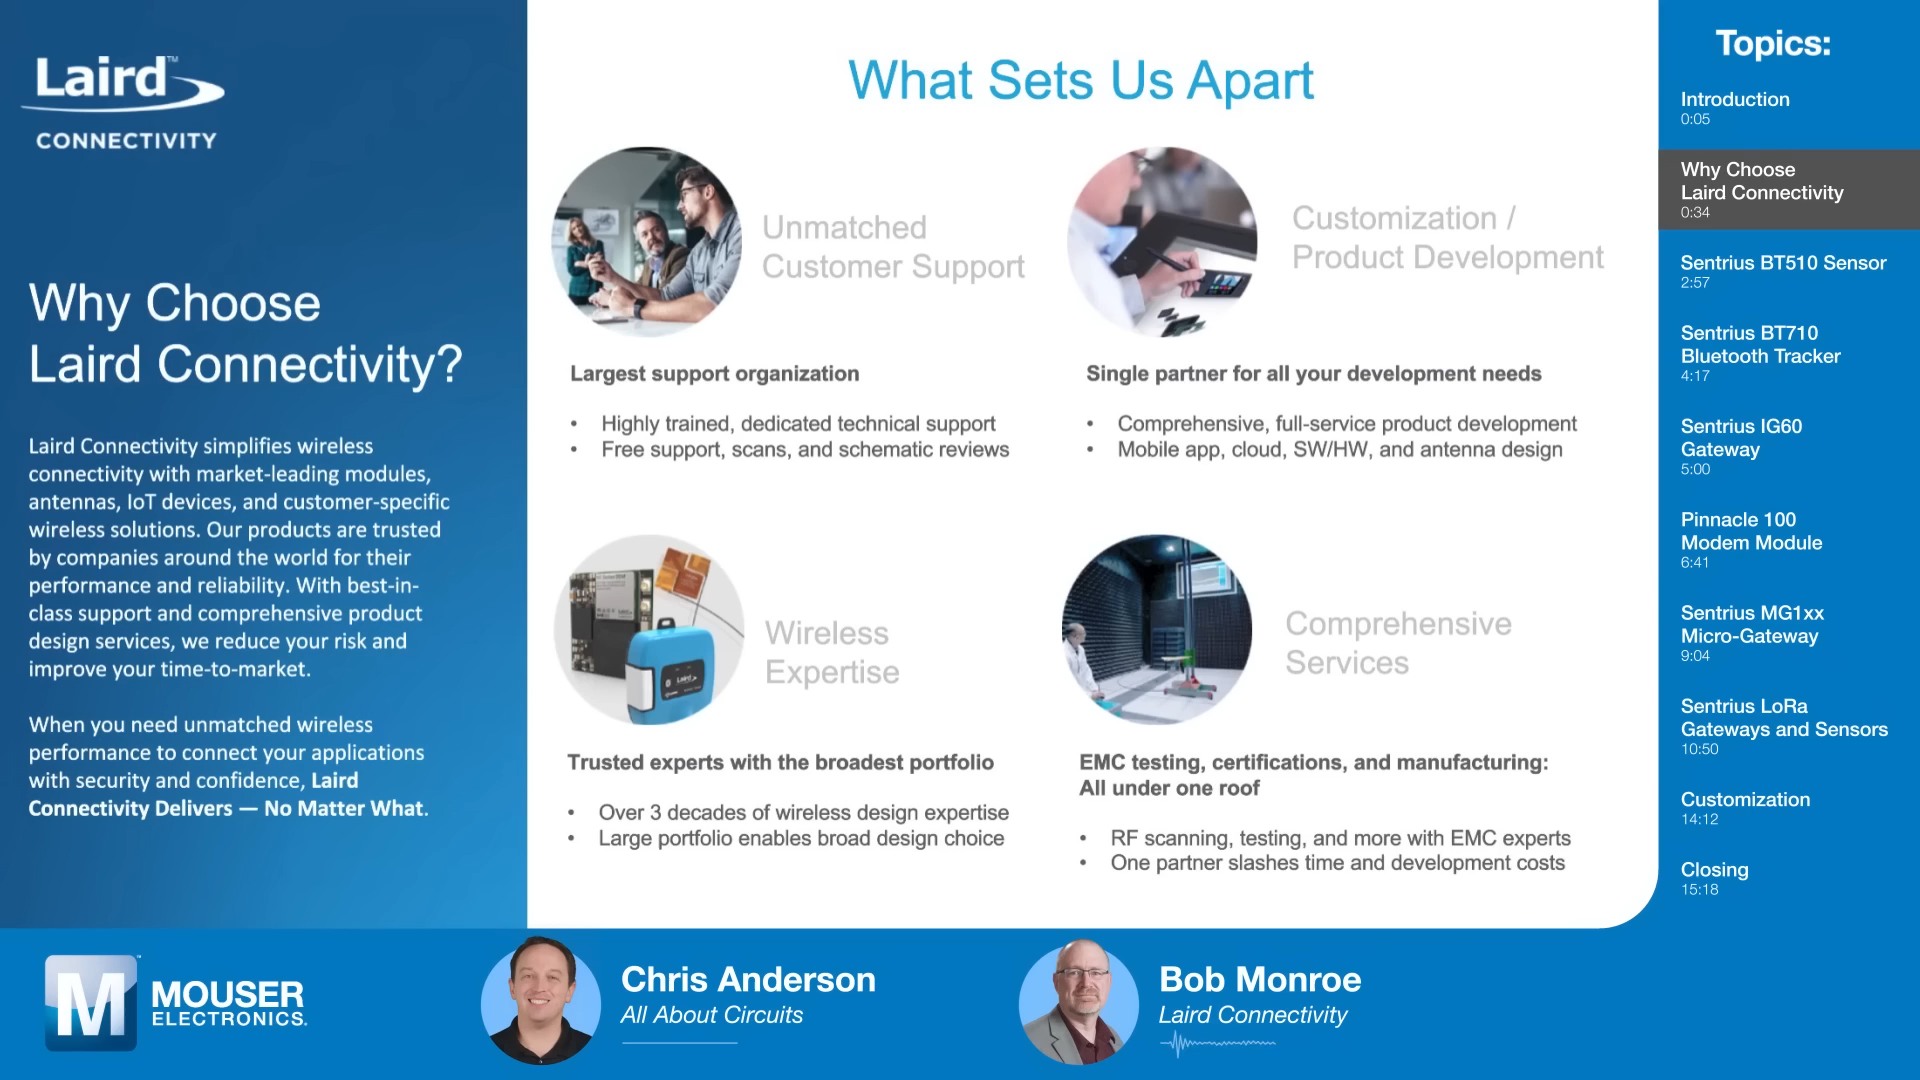 Laird™
CONNECTIVITY
Why Choose
Laird Connectivity?
Laird Connectivity simplifies wireless
connectivity with market-leading modules,
antennas, IoT devices, and customer-specific
wireless solutions. Our products are trusted
by companies around the world for their
performance and reliability. With best-in-
class support and comprehensive product
design services, we reduce your risk and
improve your time-to-market.
When you need unmatched wireless
performance to connect your applications
with security and confidence, Laird
Connectivity Delivers — No Matter What.
What Sets Us Apart
Unmatched
Customer Support
Largest support organization
• Highly trained, dedicated technical support
• Free support, scans, and schematic reviews
Customization /
Product Development
Single partner for all your development needs
• Comprehensive, full-service product development
• Mobile app, cloud, SW/HW, and antenna design
Laird
Wireless
Expertise
Trusted experts with the broadest portfolio
• Over 3 decades of wireless design expertise
• Large portfolio enables broad design choice
Comprehensive
Services
EMC testing, certifications, and manufacturing:
All under one roof
• RF scanning, testing, and more with EMC experts
• One partner slashes time and development costs
Topics:
Introduction
0:05
Why Choose
Laird Connectivity
0:34
Sentrius BT510 Sensor
2:57
Sentrius BT710
Bluetooth Tracker
4:17
Sentrius IG60
Gateway
5:00
Pinnacle 100
Modem Module
6:41
Sentrius MG1xx
Micro-Gateway
9:04
Sentrius LoRa
Gateways and Sensors
10:50
Customization
14:12
Closing
15:18
M™
MOUSER
ELECTRONICS.
Chris Anderson
All About Circuits
Bob Monroe
Laird Connectivity